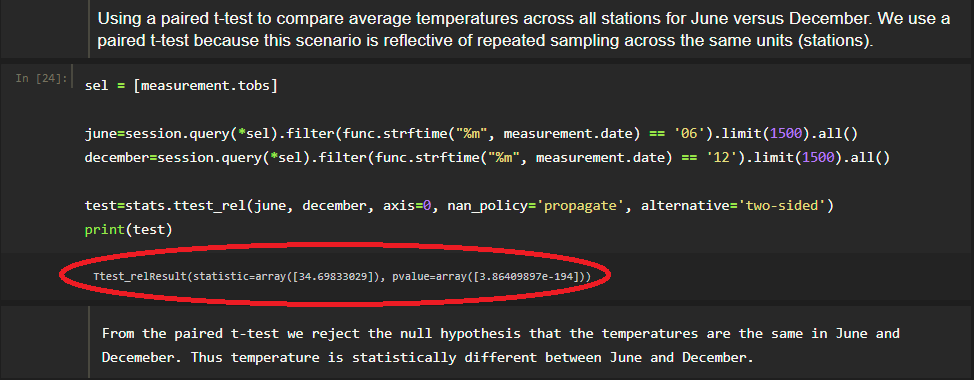 Using a paired t-test to compare average temperatures across all stations for June versus December. We use a
paired t-test because this scenario is reflective of repeated sampling across the same units (stations).
In [24]:
sel = [measurement.tobs]
june=session.query(*sel).filter(func.strftime("%m", measurement.date) == '06').limit(1500).all()
december=session.query(*sel).filter(func.strftime("%m", measurement.date) == '12').limit(1500).all()
test=stats.ttest_rel(june, december, axis=0, nan_policy='propagate', alternative='two-sided')
print(test)
Ttest_relResult(statistic=array([34.69833029]), pvalue=array([3.86409897e-194]))
From the paired t-test we reject the null hypothesis that the temperatures are the same in June and
Decemeber. Thus temperature is statistically different between June and December.